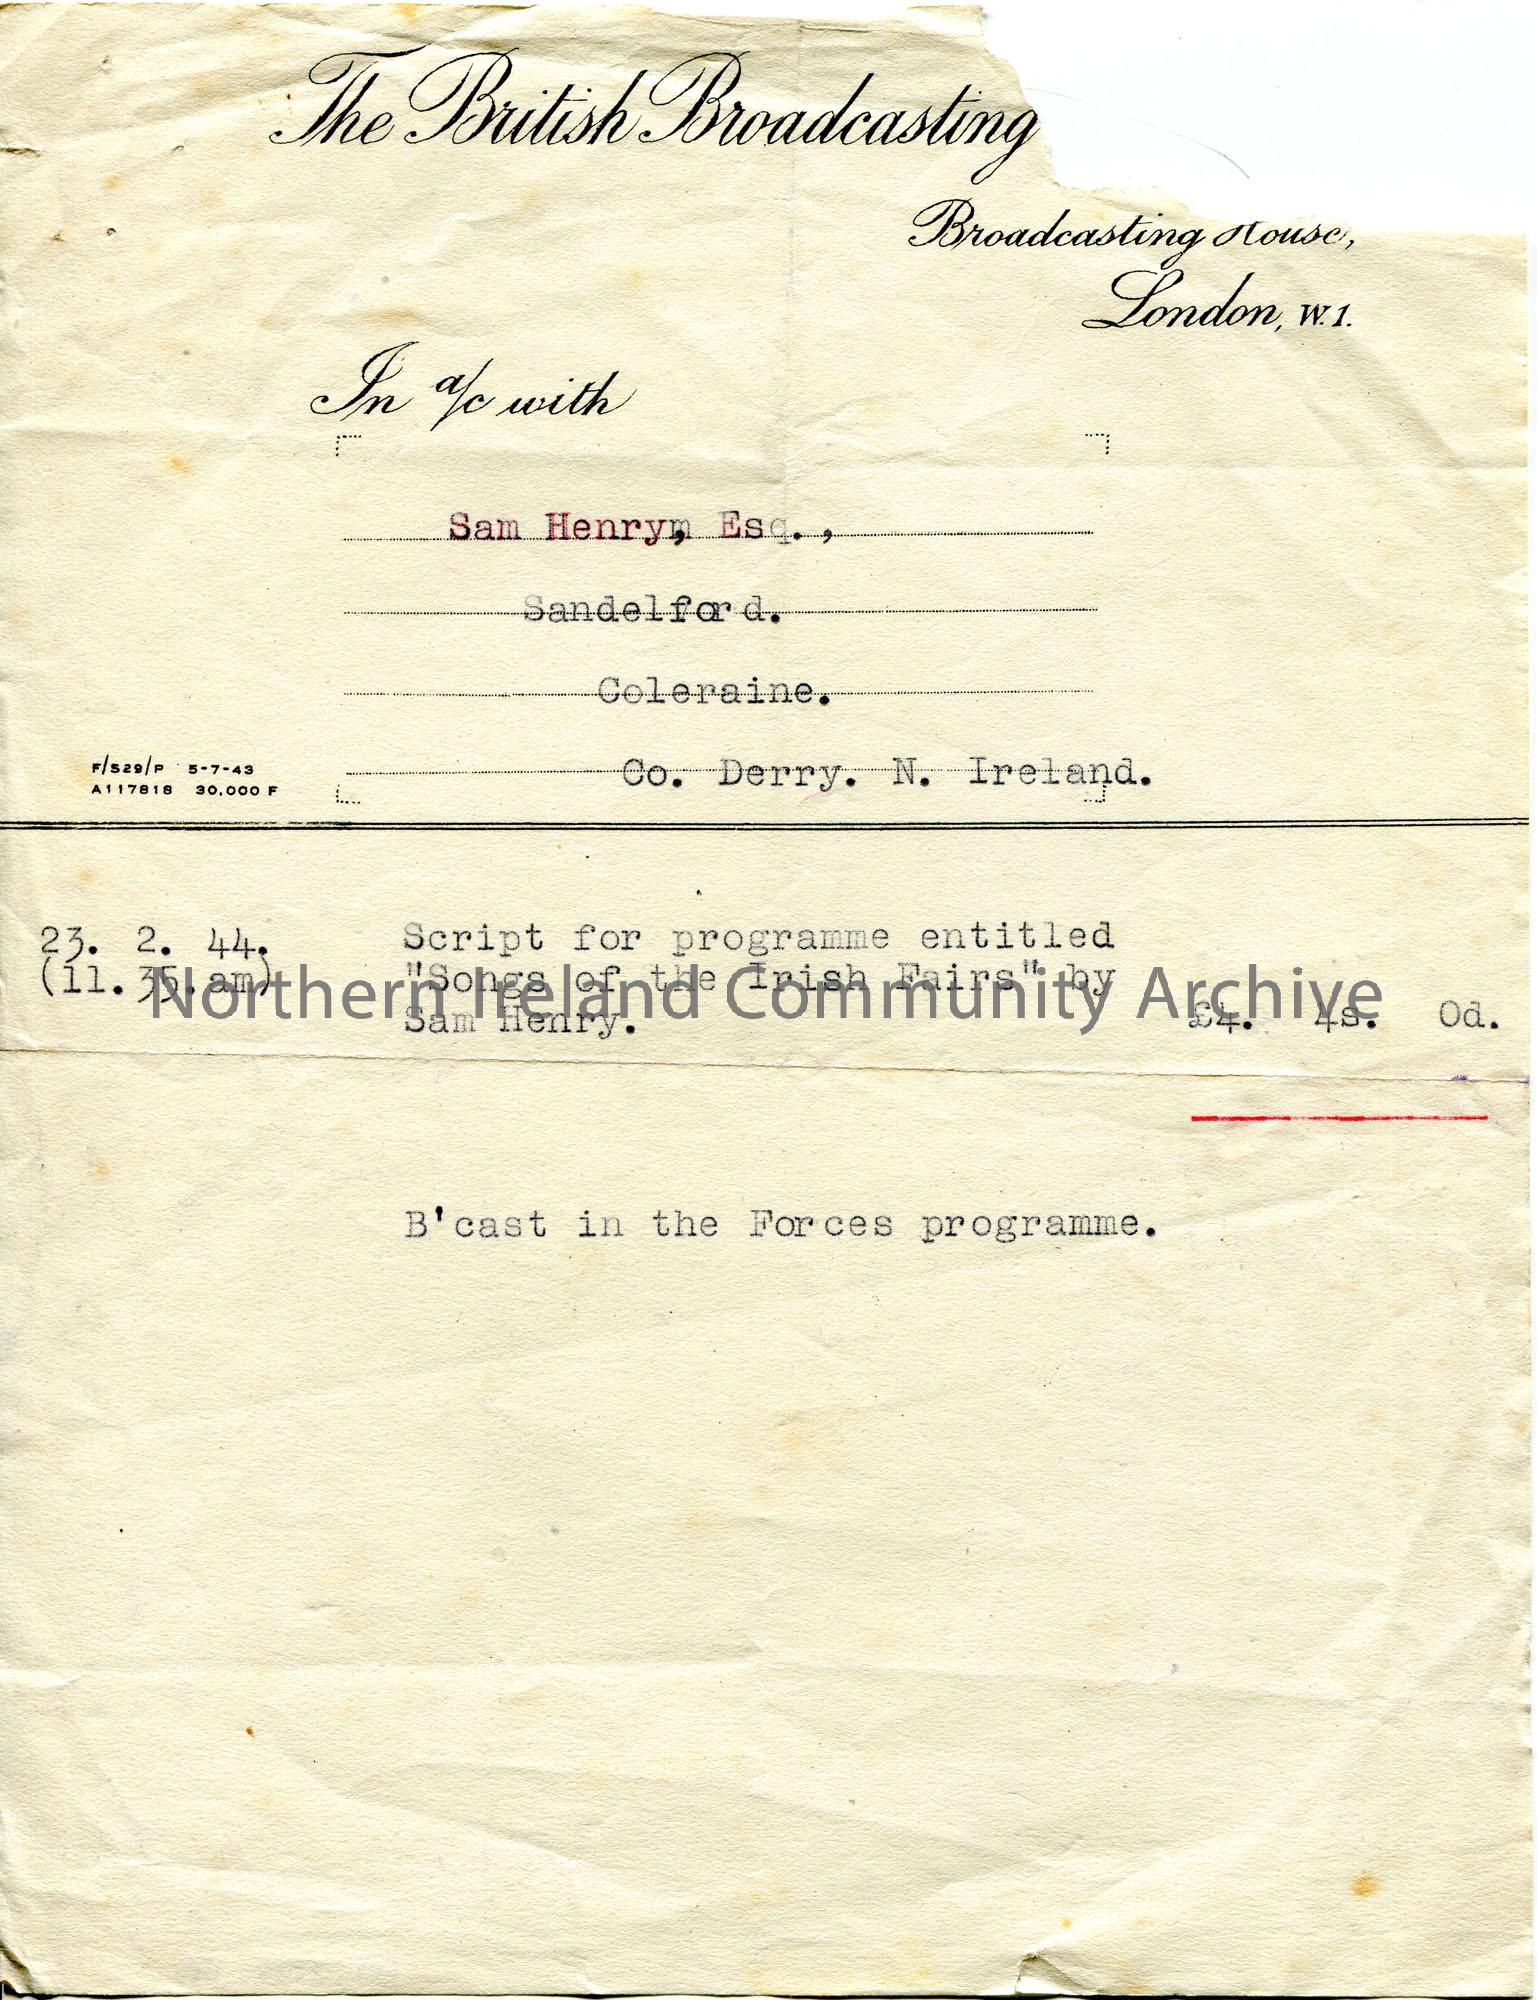 The British Broadcasting
Broadcasting House,
London, W.1.
In a/c with
Sam Henry, Esq.,
Sandelford.
Coleraine.
Co. Derry. N. Ireland.
F/529/P 5-7-43
A117818 30,000 F
23. 2. 44. Script for programme entitled
(11.35.am) "Songs of the Irish Fairs" by
Sam Henry. £4. 4s. 0d.
Northern Ireland Community Archive
B'cast in the Forces programme.